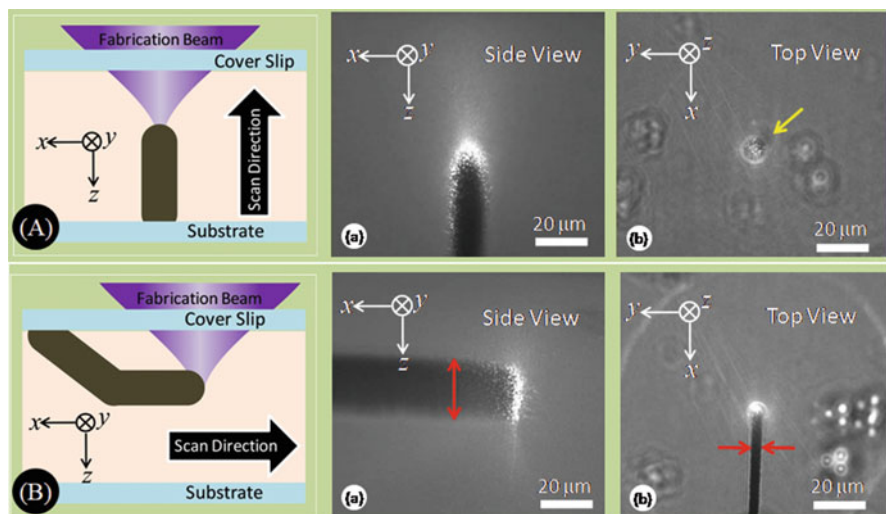 Fabrication Beam
Cover Slip
x y
z
Scan Direction
Substrate
(A)
x y
z
Side View
20 μm
(a)
y z
x
Top View
20 μm
(b)
Fabrication Beam
Cover Slip
x y
z
Scan Direction
Substrate
(B)
x y
z
Side View
20 μm
(a)
y z
x
Top View
20 μm
(b)